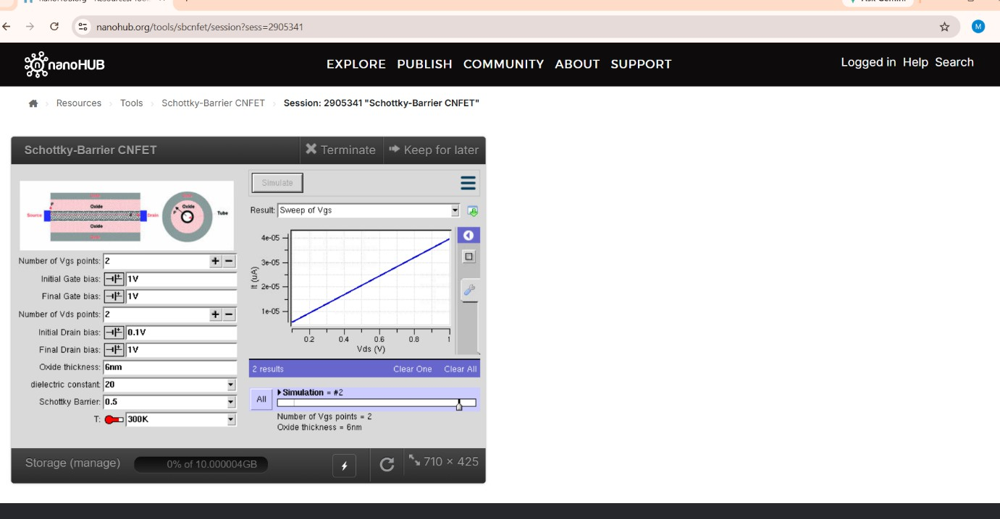 nanohub.org/tools/sbcnfet/session?sess=2905341
M
nanoHUB
EXPLORE PUBLISH COMMUNITY ABOUT SUPPORT
Logged in Help Search
Resources Tools Schottky-Barrier CNFET Session: 2905341 "Schottky-Barrier CNFET"
Schottky-Barrier CNFET
Terminate
Keep for later
Source
Oxide
Oxide
Drain
Oxide
Tube
Number of Vgs points: 2
Initial Gate bias: 1V
Final Gate bias: 1V
Number of Vds points: 2
Initial Drain bias: 0.1V
Final Drain bias: 1V
Oxide thickness: 6nm
dielectric constant: 20
Schottky Barrier: 0.5
T: 300K
Simulate
Result: Sweep of Vgs
It (uA)
4e-05
3e-05
2e-05
1e-05
0.2 0.4 0.6 0.8 1
Vds (V)
2 results Clear One Clear All
All
Simulation = #2
Number of Vgs points = 2
Oxide thickness = 6nm
Storage (manage) 0% of 10.000004GB
710 × 425